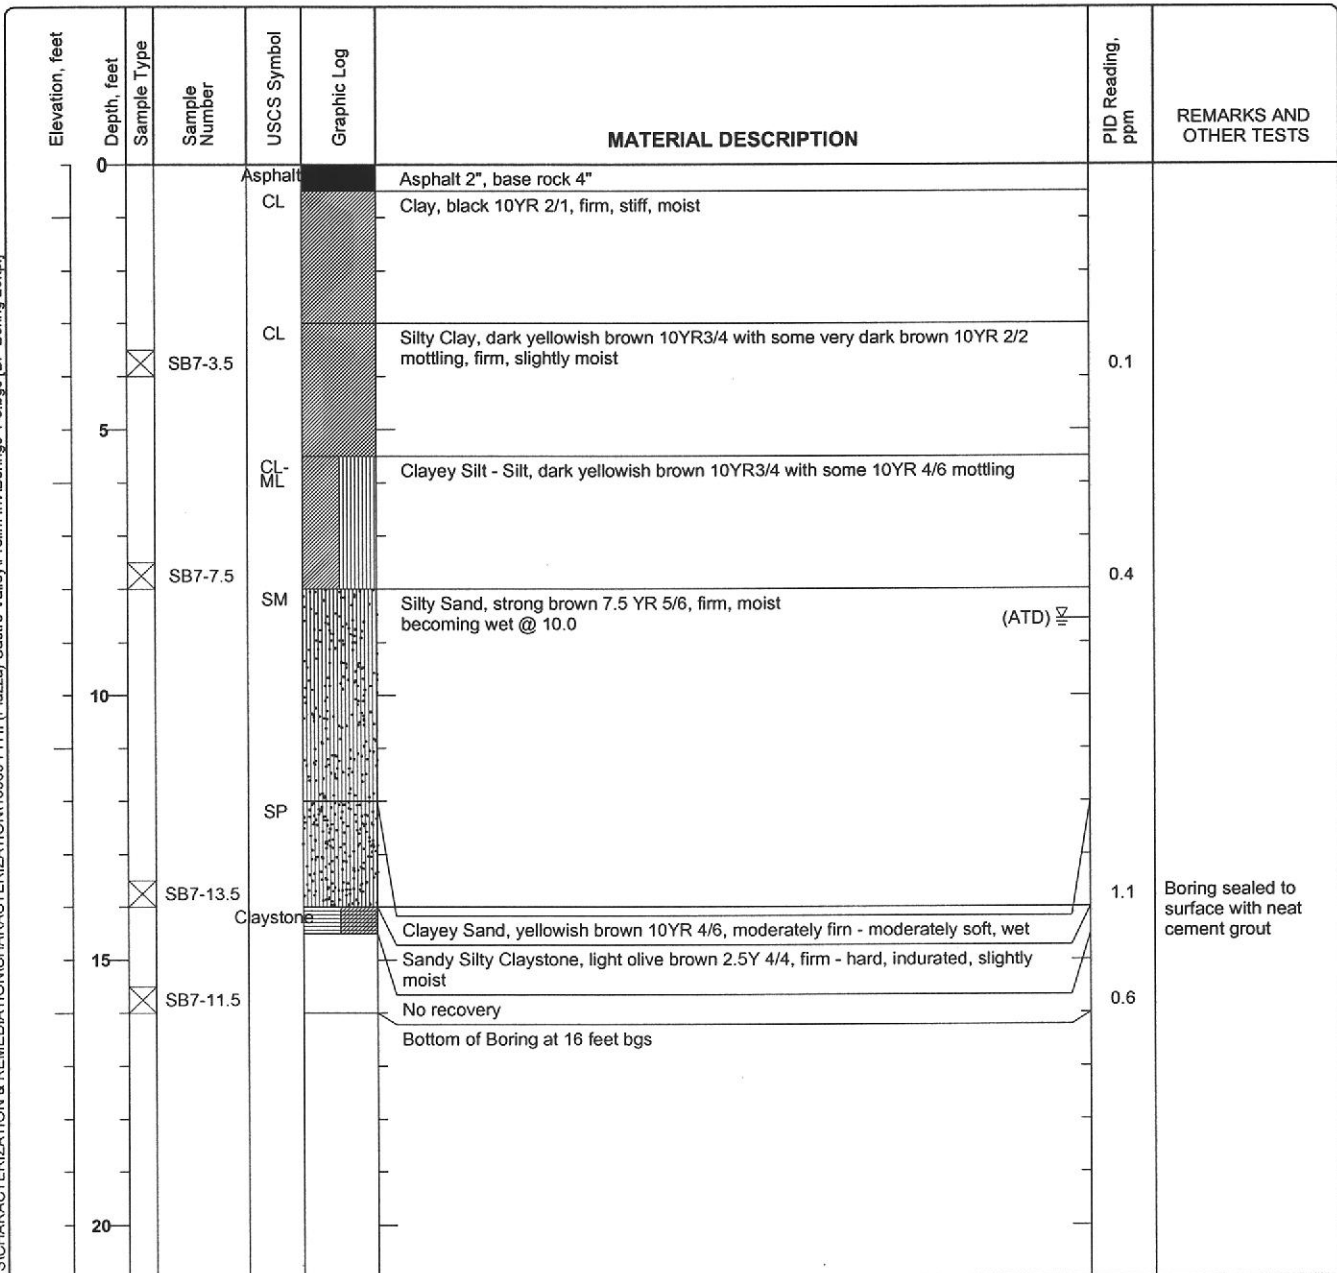 Elevation, feet
Depth, feet
Sample Type
Sample
Number
USCS Symbol
Graphic Log
MATERIAL DESCRIPTION
PID Reading,
ppm
REMARKS AND
OTHER TESTS
0
Asphalt
Asphalt 2", base rock 4"
CL
Clay, black 10YR 2/1, firm, stiff, moist
CL
Silty Clay, dark yellowish brown 10YR3/4 with some very dark brown 10YR 2/2
mottling, firm, slightly moist
SB7-3.5
0.1
5
CL-
ML
Clayey Silt - Silt, dark yellowish brown 10YR3/4 with some 10YR 4/6 mottling
SB7-7.5
0.4
SM
Silty Sand, strong brown 7.5 YR 5/6, firm, moist
becoming wet @ 10.0
(ATD)
10
SP
SB7-13.5
1.1
Boring sealed to
surface with neat
cement grout
Claystone
Clayey Sand, yellowish brown 10YR 4/6, moderately firn - moderately soft, wet
15
Sandy Silty Claystone, light olive brown 2.5Y 4/4, firm - hard, indurated, slightly
moist
SB7-11.5
0.6
No recovery
Bottom of Boring at 16 feet bgs
20